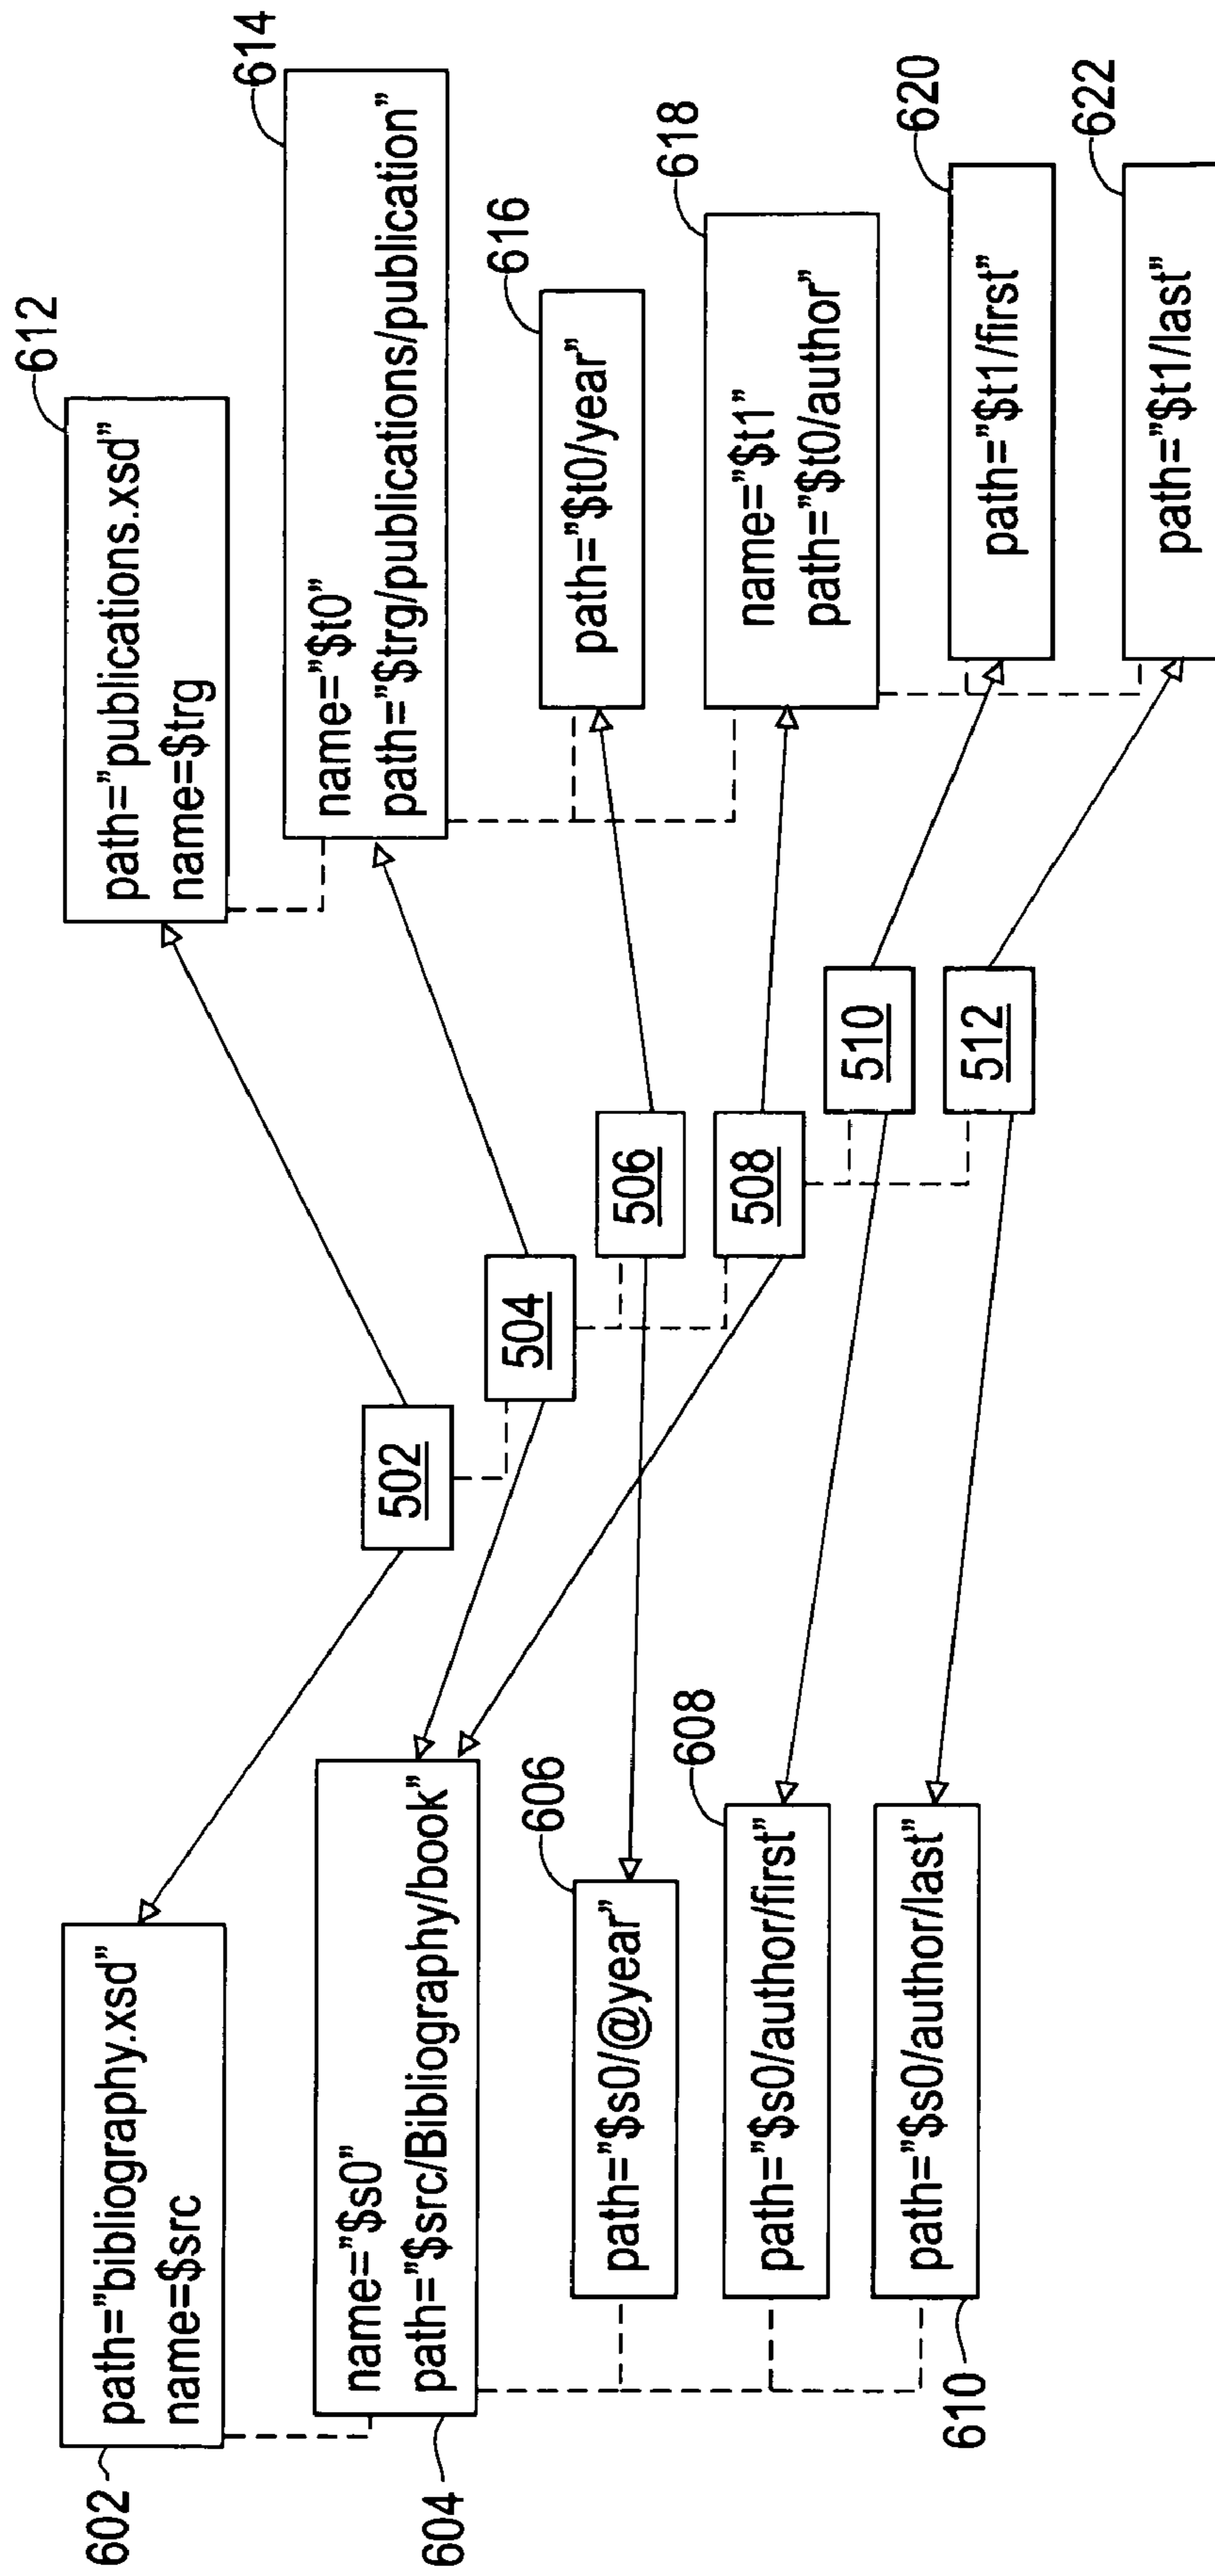 602
path="bibliography.xsd"
name=$src
604
name="$s0"
path="$src/Bibliography/book"
606
path="$s0/@year"
608
path="$s0/author/first"
610
path="$s0/author/last"
502
504
506
508
510
512
612
path="publications.xsd"
name=$trg
614
name="$t0"
path="$trg/publications/publication"
616
path="$t0/year"
618
name="$t1"
path="$t0/author"
620
path="$t1/first"
622
path="$t1/last"